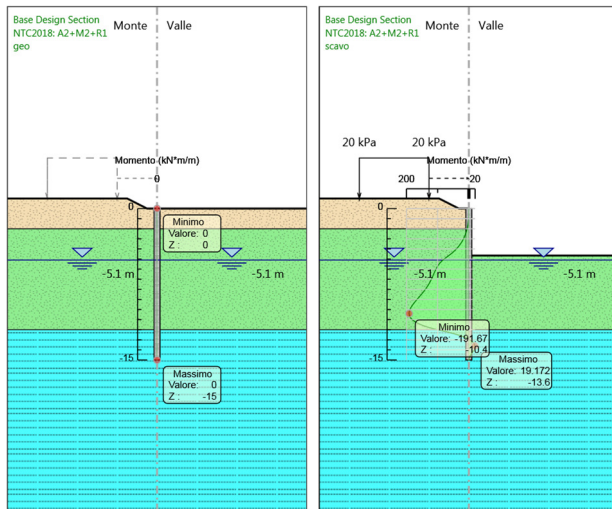 Base Design Section
NTC2018: A2+M2+R1
geo
Monte
Valle
Momento (kN*m/m)
0
0
Minimo
Valore: 0
Z : 0
-5.1 m
-5.1 m
-15
Massimo
Valore: 0
Z : -15
Base Design Section
NTC2018: A2+M2+R1
scavo
Monte
Valle
20 kPa
20 kPa
Momento (kN*m/m)
200
20
0
-5.1 m
-5.1 m
Minimo
Valore: -191.67
Z : -10.4
-15
Massimo
Valore: 19.172
Z : -13.6